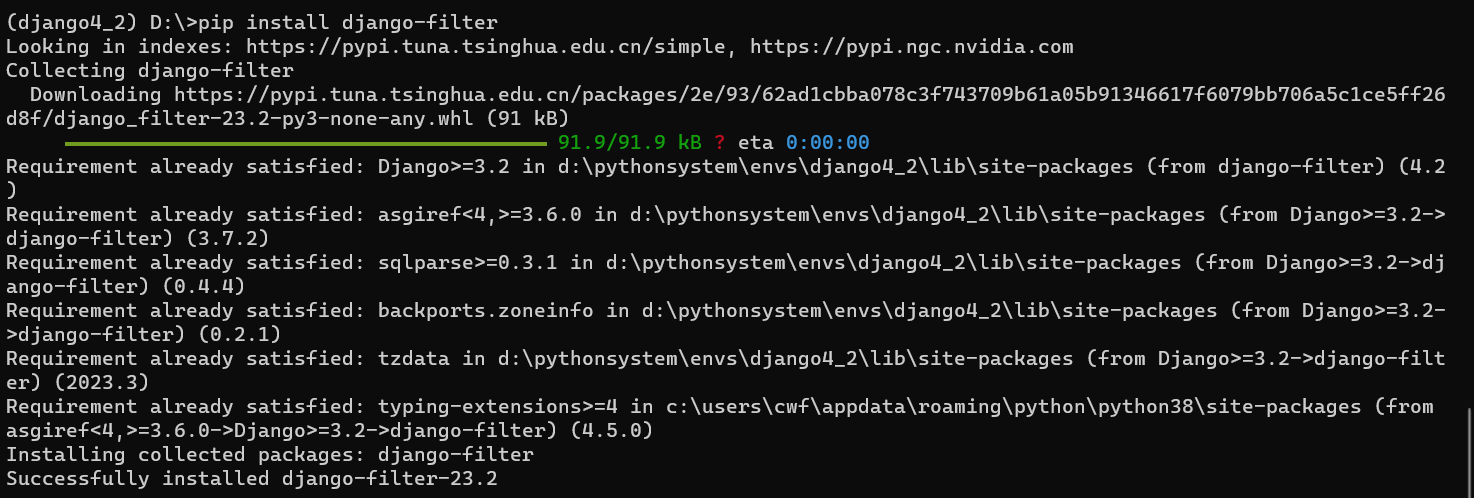 (django4_2) D:\>pip install django-filter
Looking in indexes: https://pypi.tuna.tsinghua.edu.cn/simple, https://pypi.ngc.nvidia.com
Collecting django-filter
  Downloading https://pypi.tuna.tsinghua.edu.cn/packages/2e/93/62ad1cbba078c3f743709b61a05b91346617f6079bb706a5c1ce5ff26
d8f/django_filter-23.2-py3-none-any.whl (91 kB)
91.9/91.9 kB ? eta 0:00:00
Requirement already satisfied: Django>=3.2 in d:\pythonsystem\envs\django4_2\lib\site-packages (from django-filter) (4.2
)
Requirement already satisfied: asgiref<4,>=3.6.0 in d:\pythonsystem\envs\django4_2\lib\site-packages (from Django>=3.2->
django-filter) (3.7.2)
Requirement already satisfied: sqlparse>=0.3.1 in d:\pythonsystem\envs\django4_2\lib\site-packages (from Django>=3.2->dj
ango-filter) (0.4.4)
Requirement already satisfied: backports.zoneinfo in d:\pythonsystem\envs\django4_2\lib\site-packages (from Django>=3.2-
>django-filter) (0.2.1)
Requirement already satisfied: tzdata in d:\pythonsystem\envs\django4_2\lib\site-packages (from Django>=3.2->django-filt
er) (2023.3)
Requirement already satisfied: typing-extensions>=4 in c:\users\cwf\appdata\roaming\python\python38\site-packages (from
asgiref<4,>=3.6.0->Django>=3.2->django-filter) (4.5.0)
Installing collected packages: django-filter
Successfully installed django-filter-23.2